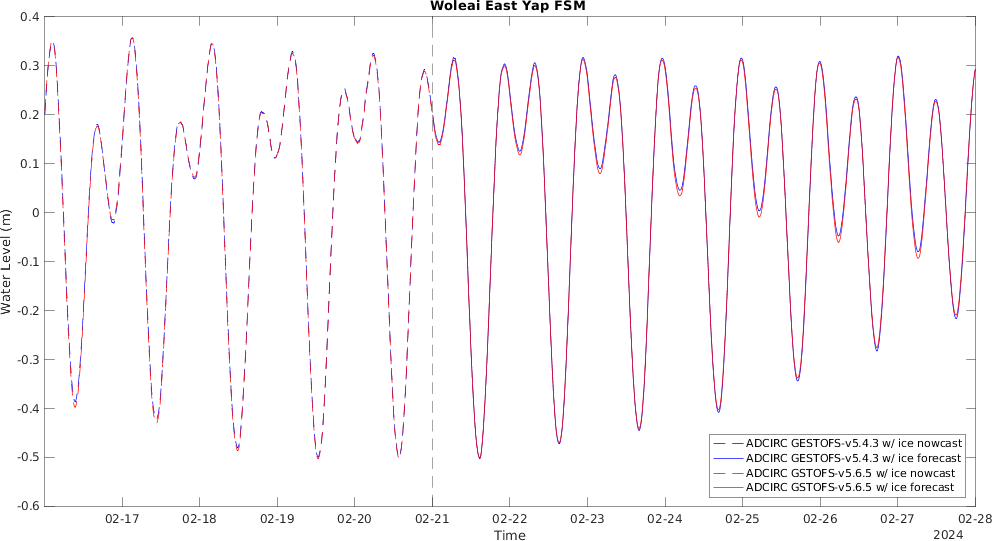 Woleai East Yap FSM
0.4
0.3
0.2
0.1
0
-0.1
-0.2
-0.3
-0.4
-0.5
-0.6
Water Level (m)
ADCIRC GESTOFS-v5.4.3 w/ ice nowcast
ADCIRC GESTOFS-v5.4.3 w/ ice forecast
ADCIRC GSTOFS-v5.6.5 w/ ice nowcast
ADCIRC GSTOFS-v5.6.5 w/ ice forecast
02-17 02-18 02-19 02-20 02-21 02-22 02-23 02-24 02-25 02-26 02-27 02-28
Time
2024